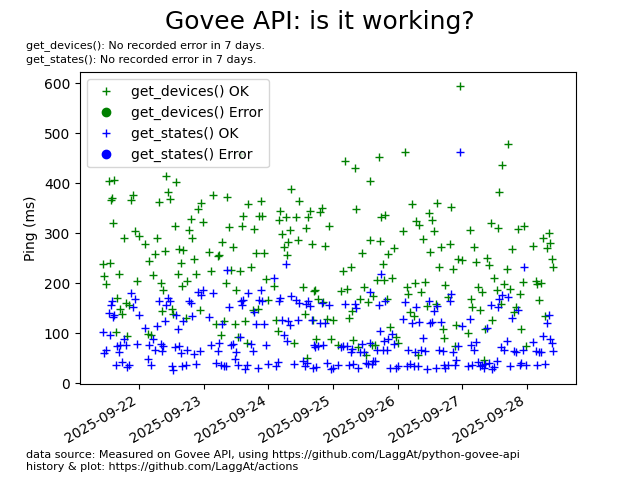 Govee API: is it working?
get_devices(): No recorded error in 7 days.
get_states(): No recorded error in 7 days.
get_devices() OK
get_devices() Error
get_states() OK
get_states() Error
Ping (ms)
600
500
400
300
200
100
0
2025-09-22
2025-09-23
2025-09-24
2025-09-25
2025-09-26
2025-09-27
2025-09-28
data source: Measured on Govee API, using https://github.com/LaggAt/python-govee-api
history & plot: https://github.com/LaggAt/actions